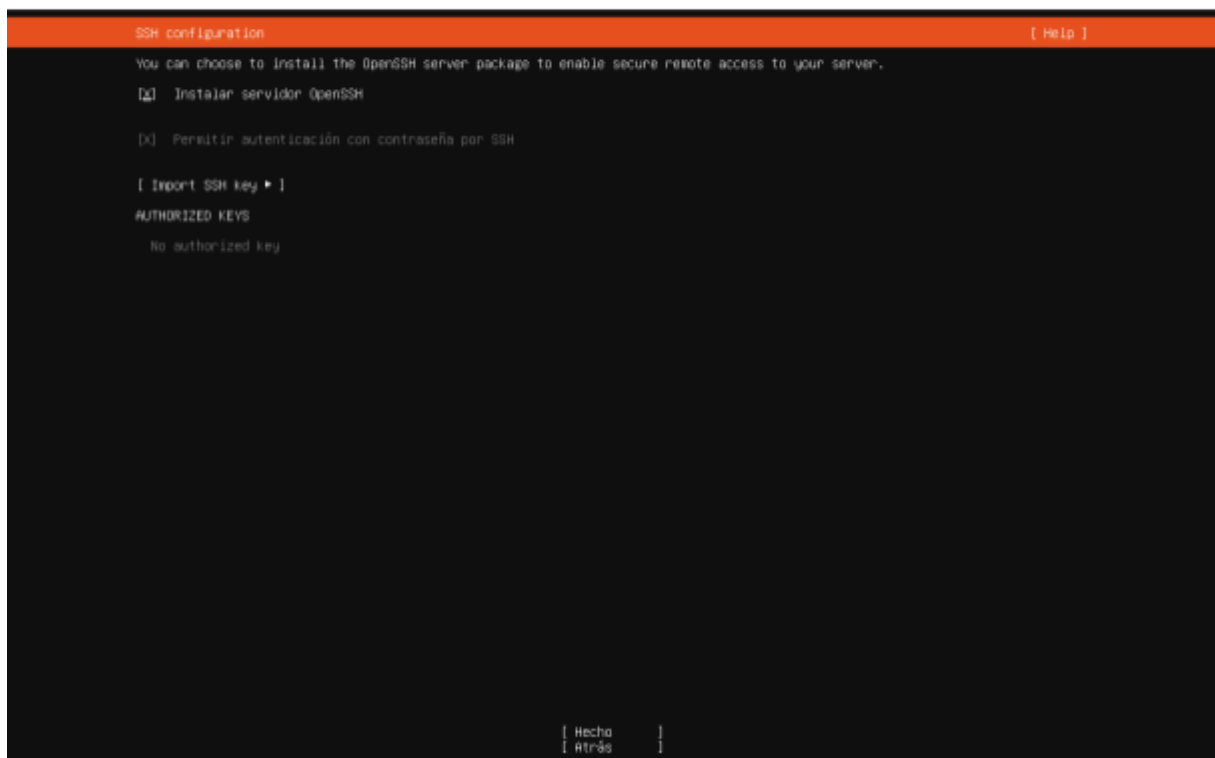 SSH configuration [ Help ]
You can choose to install the OpenSSH server package to enable secure remote access to your server.
[X] Instalar servidor OpenSSH
[X] Permitir autenticación con contraseña por SSH
[ Import SSH key ▸ ]
AUTHORIZED KEYS
No authorized key
[ Hecho ]
[ Atrás ]